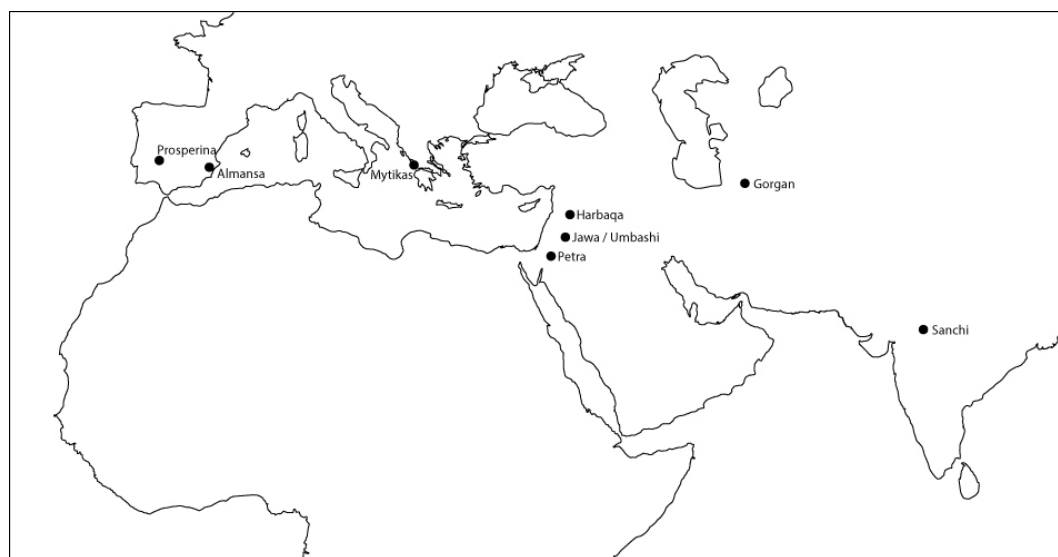 Prosperina
Almansa
Mytikas
Gorgan
Harbaqa
Jawa / Umbashi
Petra
Sanchi